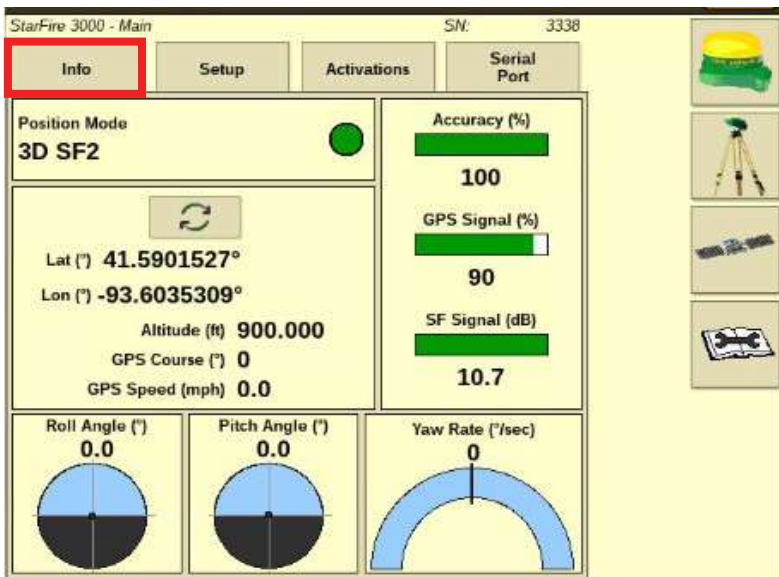 StarFire 3000 - Main SN: 3338
Info Setup Activations Serial Port
Position Mode
3D SF2
Accuracy (%)
100
GPS Signal (%)
90
SF Signal (dB)
10.7
Lat (°) 41.5901527°
Lon (°) -93.6035309°
Altitude (ft) 900.000
GPS Course (°) 0
GPS Speed (mph) 0.0
Roll Angle (°)
0.0
Pitch Angle (°)
0.0
Yaw Rate (°/sec)
0